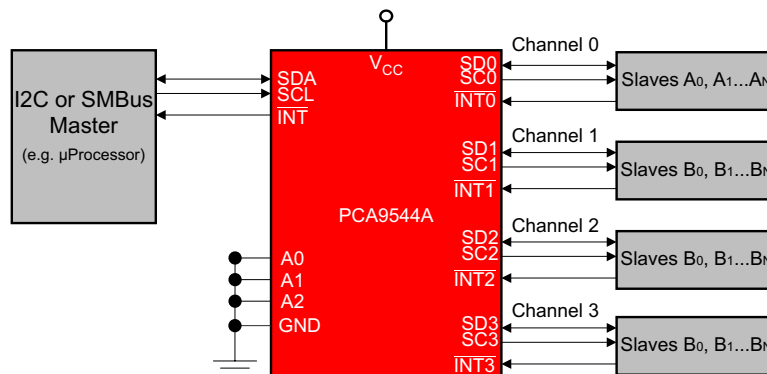 I2C or SMBus
Master
(e.g. µProcessor)
VCC
SDA
SCL
INT
PCA9544A
A0
A1
A2
GND
Channel 0
SD0
SC0
INT0
Slaves A0, A1...AN
Channel 1
SD1
SC1
INT1
Slaves B0, B1...BN
Channel 2
SD2
SC2
INT2
Slaves B0, B1...BN
Channel 3
SD3
SC3
INT3
Slaves B0, B1...BN